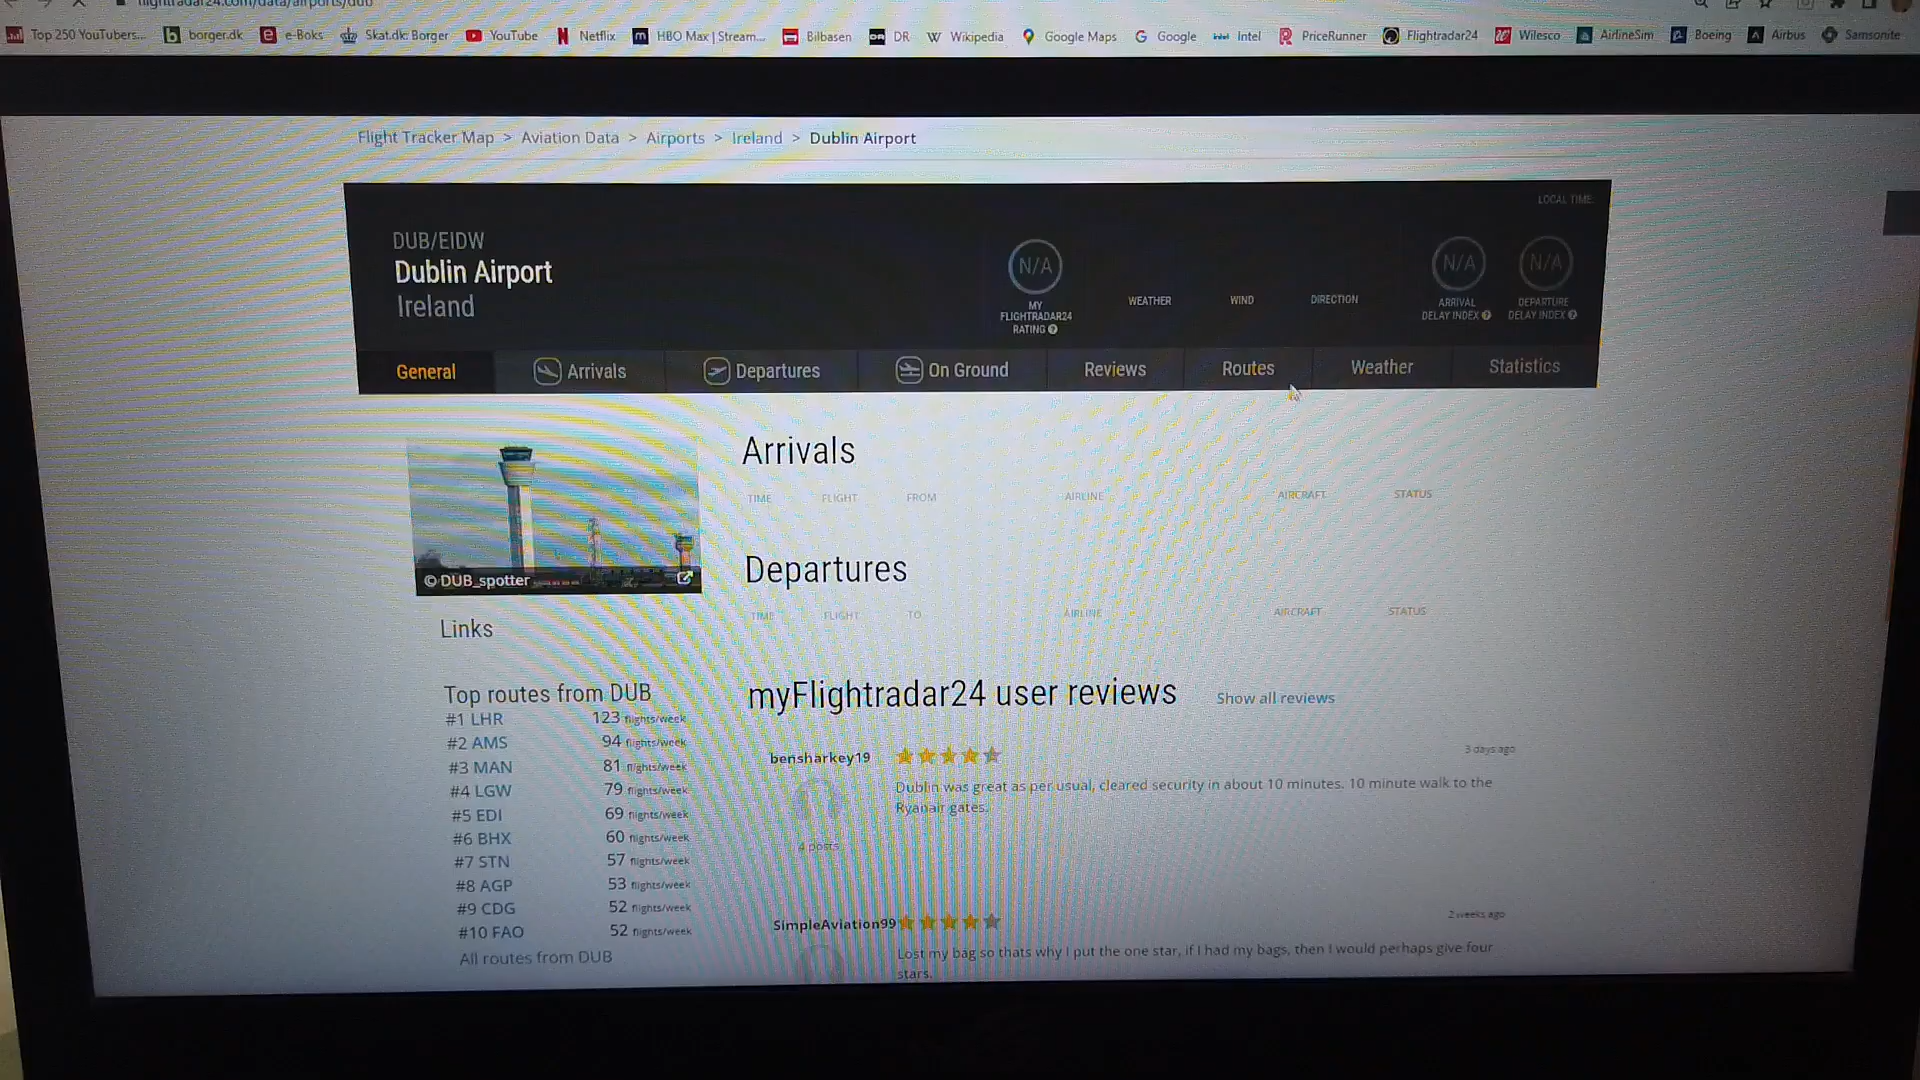 flightradar24.com/data/airports/dub
Top 250 YouTubers... borger.dk e-Boks Skat.dk: Borger YouTube Netflix HBO Max | Stream... Bilbasen DR Wikipedia Google Maps Google Intel PriceRunner Flightradar24 Wilesco AirlineSim Boeing Airbus Samsonite
Flight Tracker Map > Aviation Data > Airports > Ireland > Dublin Airport
LOCAL TIME
DUB/EIDW
Dublin Airport
Ireland
N/A
MY
FLIGHTRADAR24
RATING
WEATHER WIND DIRECTION
N/A N/A
ARRIVAL DEPARTURE
DELAY INDEX DELAY INDEX
General Arrivals Departures On Ground Reviews Routes Weather Statistics
© DUB_spotter
Links
Top routes from DUB
#1 LHR 123 flights/week
#2 AMS 94 flights/week
#3 MAN 81 flights/week
#4 LGW 79 flights/week
#5 EDI 69 flights/week
#6 BHX 60 flights/week
#7 STN 57 flights/week
#8 AGP 53 flights/week
#9 CDG 52 flights/week
#10 FAO 52 flights/week
All routes from DUB
Arrivals
TIME FLIGHT FROM AIRLINE AIRCRAFT STATUS
Departures
TIME FLIGHT TO AIRLINE AIRCRAFT STATUS
myFlightradar24 user reviews Show all reviews
bensharkey19 3 days ago
Dublin was great as per usual, cleared security in about 10 minutes. 10 minute walk to the
Ryanair gates.
4 posts
SimpleAviation99 2 weeks ago
Lost my bag so thats why I put the one star, if I had my bags, then I would perhaps give four
stars.